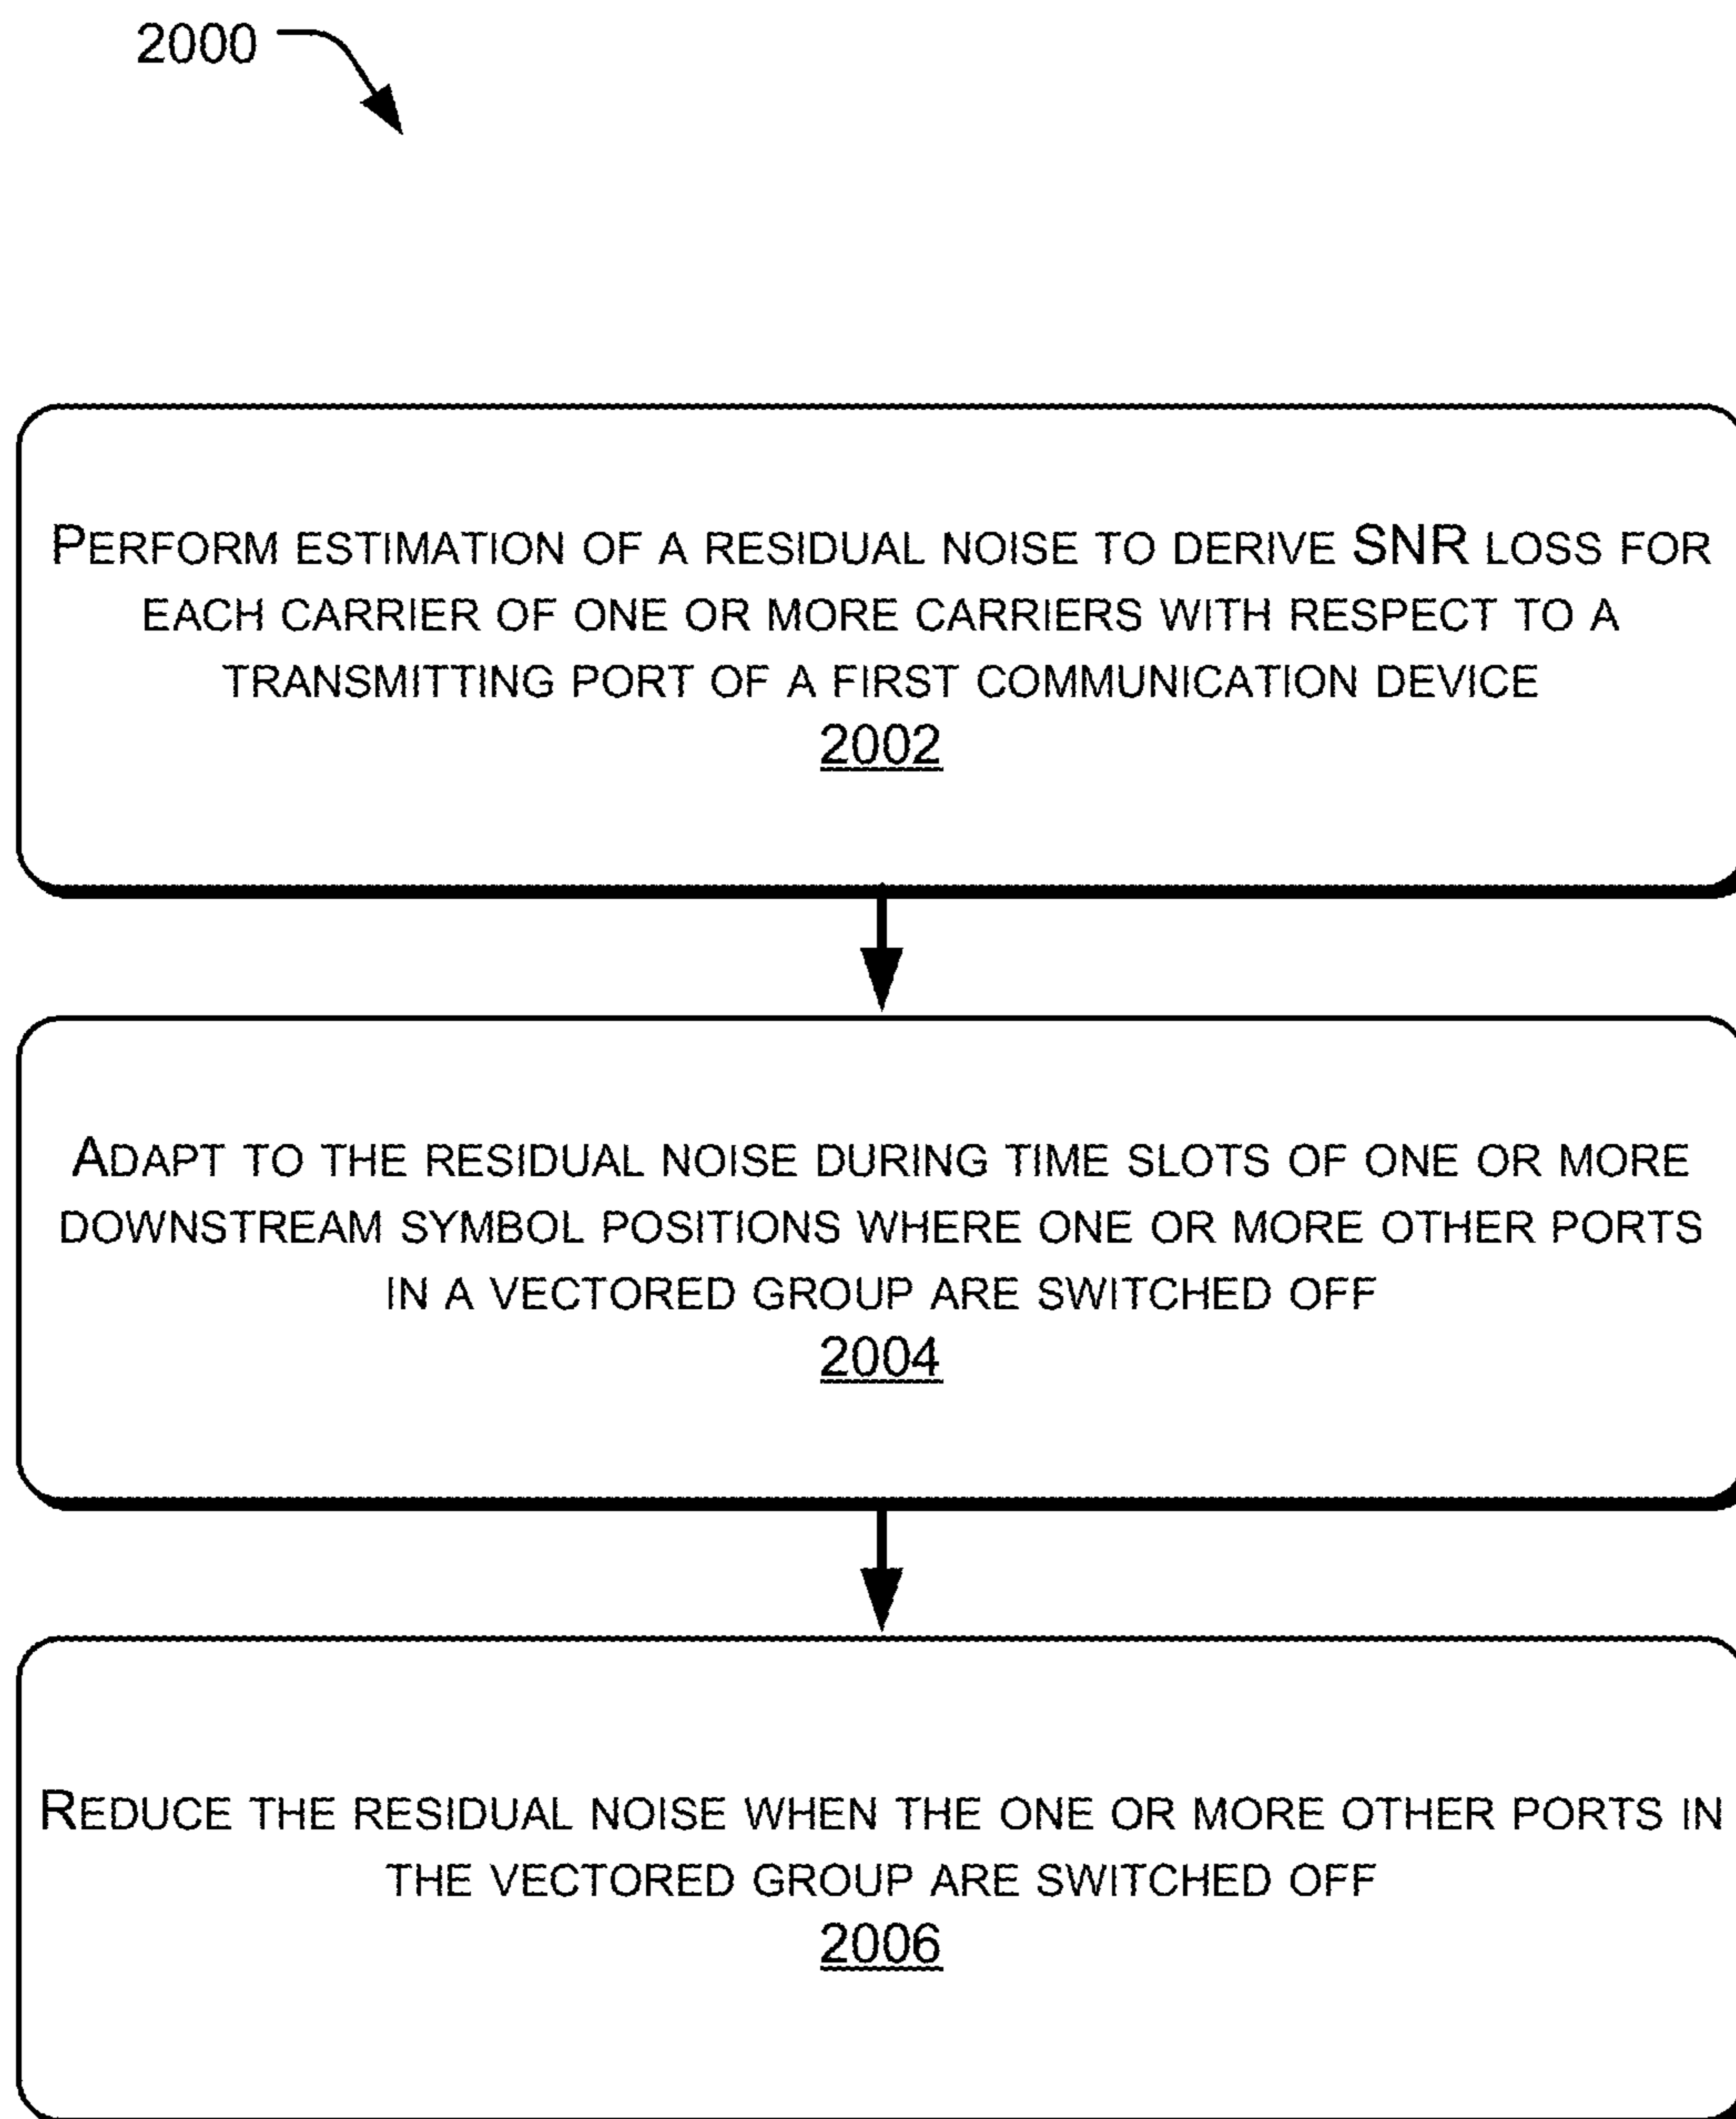 2000
PERFORM ESTIMATION OF A RESIDUAL NOISE TO DERIVE SNR LOSS FOR
EACH CARRIER OF ONE OR MORE CARRIERS WITH RESPECT TO A
TRANSMITTING PORT OF A FIRST COMMUNICATION DEVICE
2002
ADAPT TO THE RESIDUAL NOISE DURING TIME SLOTS OF ONE OR MORE
DOWNSTREAM SYMBOL POSITIONS WHERE ONE OR MORE OTHER PORTS
IN A VECTORED GROUP ARE SWITCHED OFF
2004
REDUCE THE RESIDUAL NOISE WHEN THE ONE OR MORE OTHER PORTS IN
THE VECTORED GROUP ARE SWITCHED OFF
2006